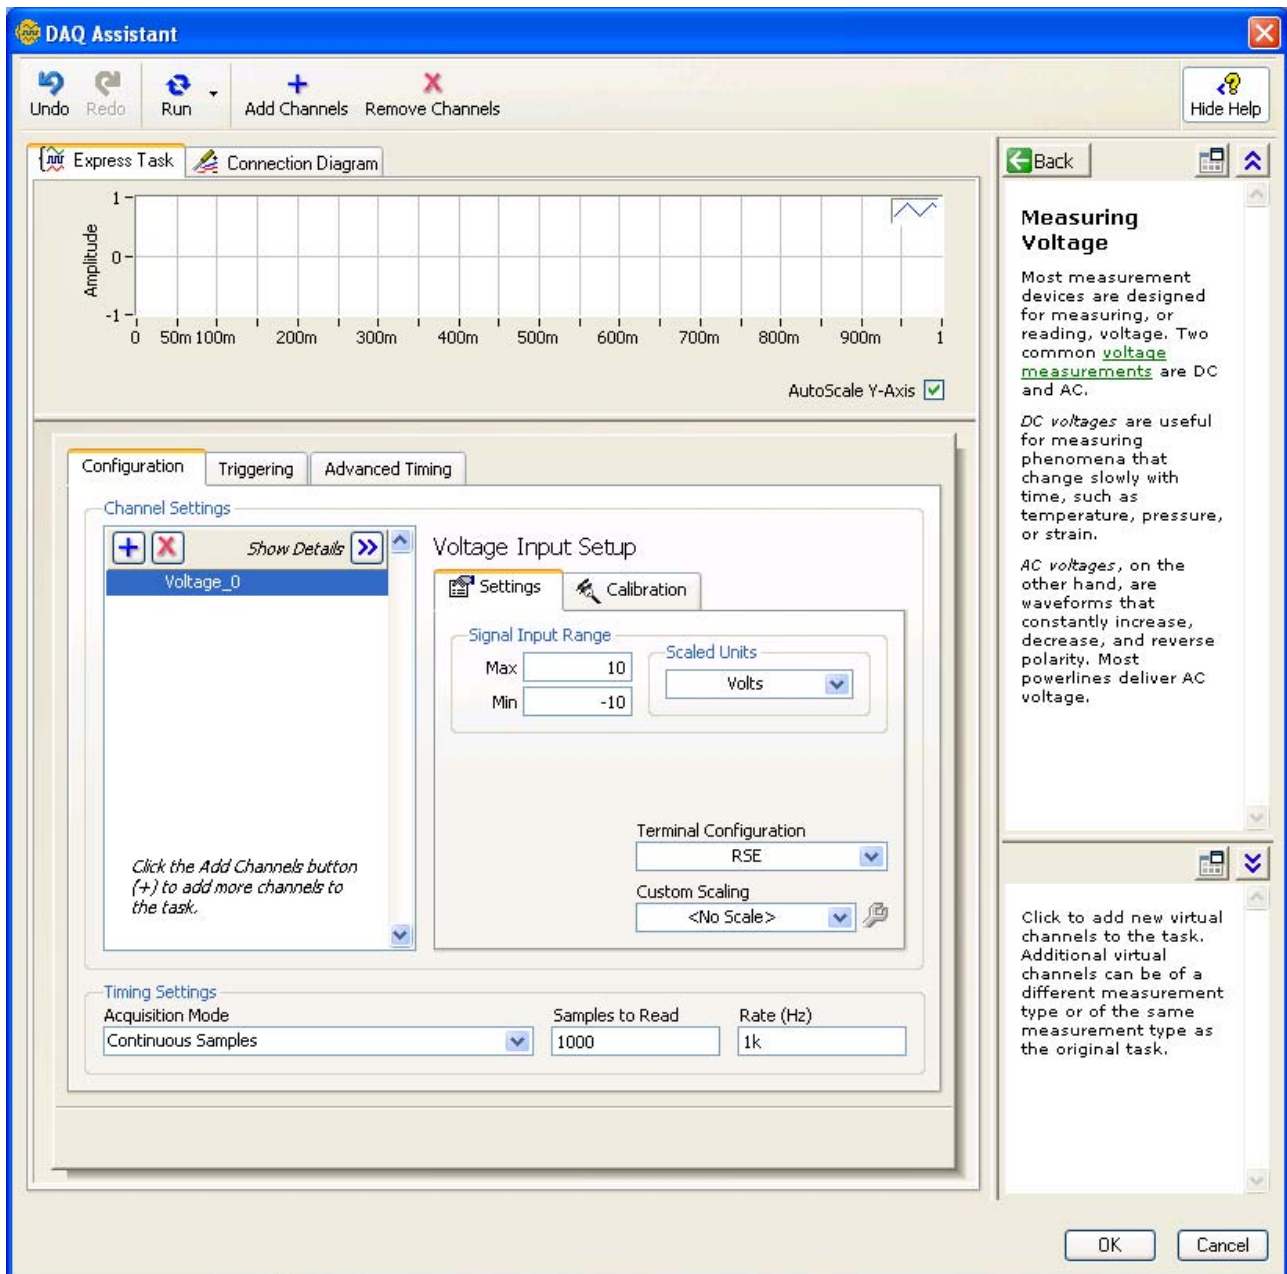 DAQ Assistant
Undo Redo Run Add Channels Remove Channels Hide Help
Express Task Connection Diagram
Amplitude
1
0
-1
0 50m 100m 200m 300m 400m 500m 600m 700m 800m 900m 1
AutoScale Y-Axis
Configuration Triggering Advanced Timing
Channel Settings
Show Details
Voltage_0
Click the Add Channels button
(+) to add more channels to
the task.
Voltage Input Setup
Settings Calibration
Signal Input Range
Max 10
Min -10
Scaled Units
Volts
Terminal Configuration
RSE
Custom Scaling
<No Scale>
Timing Settings
Acquisition Mode Samples to Read Rate (Hz)
Continuous Samples 1000 1k
Back
Measuring
Voltage
Most measurement
devices are designed
for measuring, or
reading, voltage. Two
common voltage
measurements are DC
and AC.
DC voltages are useful
for measuring
phenomena that
change slowly with
time, such as
temperature, pressure,
or strain.
AC voltages, on the
other hand, are
waveforms that
constantly increase,
decrease, and reverse
polarity. Most
powerlines deliver AC
voltage.
Click to add new virtual
channels to the task.
Additional virtual
channels can be of a
different measurement
type or of the same
measurement type as
the original task.
OK Cancel